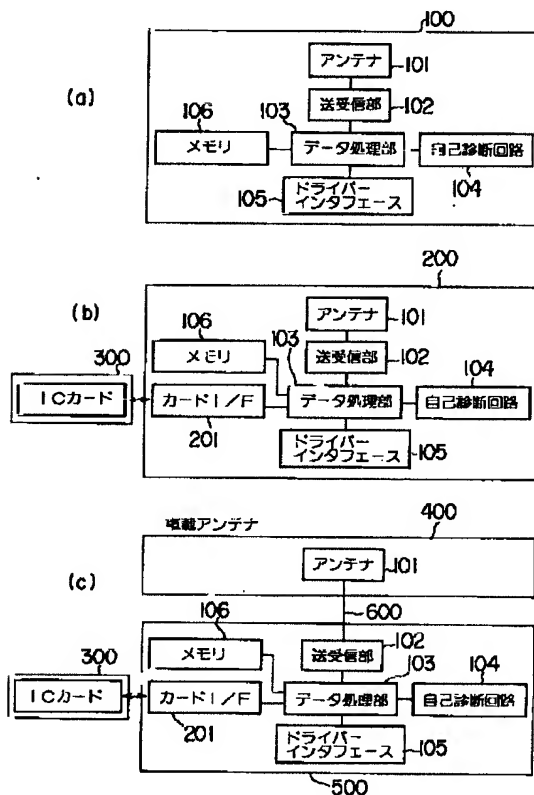 100
アンテナ
101
(a)
106
103
送受信部
102
メモリ
データ処理部
自己診断回路
104
ドライバー
インタフェース
105
200
(b)
アンテナ
101
106
103
メモリ
送受信部
102
300
104
ICカード
カードI/F
データ処理部
自己診断回路
201
ドライバー
インタフェース
105
車載アンテナ
400
アンテナ
101
(c)
600
106
102
メモリ
送受信部
103
300
104
ICカード
カードI/F
データ処理部
自己診断回路
201
ドライバー
インタフェース
105
500